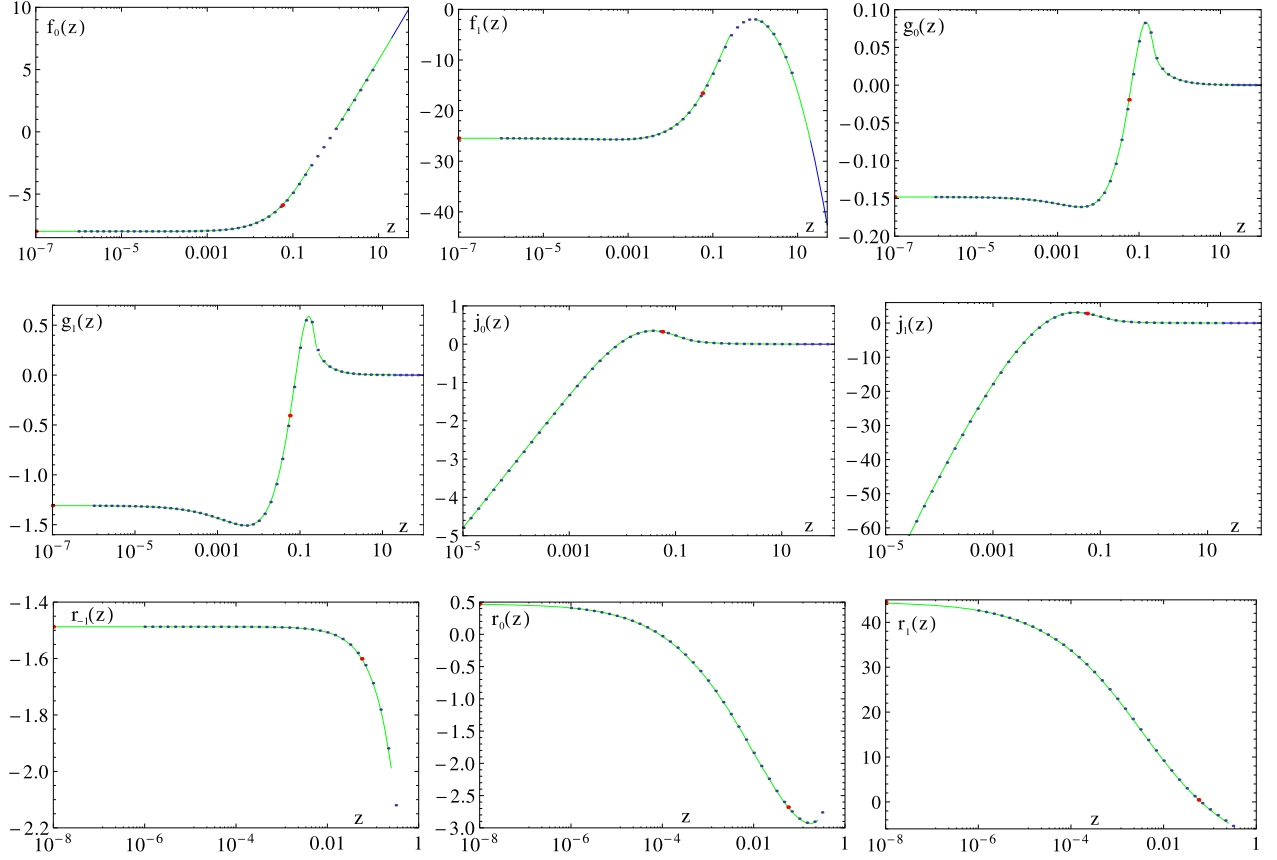 f₀(z)
10
5
0
−5
10⁻⁷ 10⁻⁵ 0.001 0.1 10
z
f₁(z)
0
−10
−20
−30
−40
10⁻⁷ 10⁻⁵ 0.001 0.1 10
z
g₀(z)
0.10
0.05
0.00
−0.05
−0.10
−0.15
−0.20
10⁻⁷ 10⁻⁵ 0.001 0.1 10
z
g₁(z)
0.5
0.0
−0.5
−1.0
−1.5
10⁻⁷ 10⁻⁵ 0.001 0.1 10
z
j₀(z)
1
0
−1
−2
−3
−4
−5
10⁻⁵ 0.001 0.1 10
z
j₁(z)
0
−10
−20
−30
−40
−50
−60
10⁻⁵ 0.001 0.1 10
z
r₋₁(z)
−1.4
−1.6
−1.8
−2.0
−2.2
10⁻⁸ 10⁻⁶ 10⁻⁴ 0.01 1
z
r₀(z)
0.5
0.0
−0.5
−1.0
−1.5
−2.0
−2.5
−3.0
10⁻⁸ 10⁻⁶ 10⁻⁴ 0.01 1
z
r₁(z)
40
30
20
10
0
10⁻⁸ 10⁻⁶ 10⁻⁴ 0.01 1
z